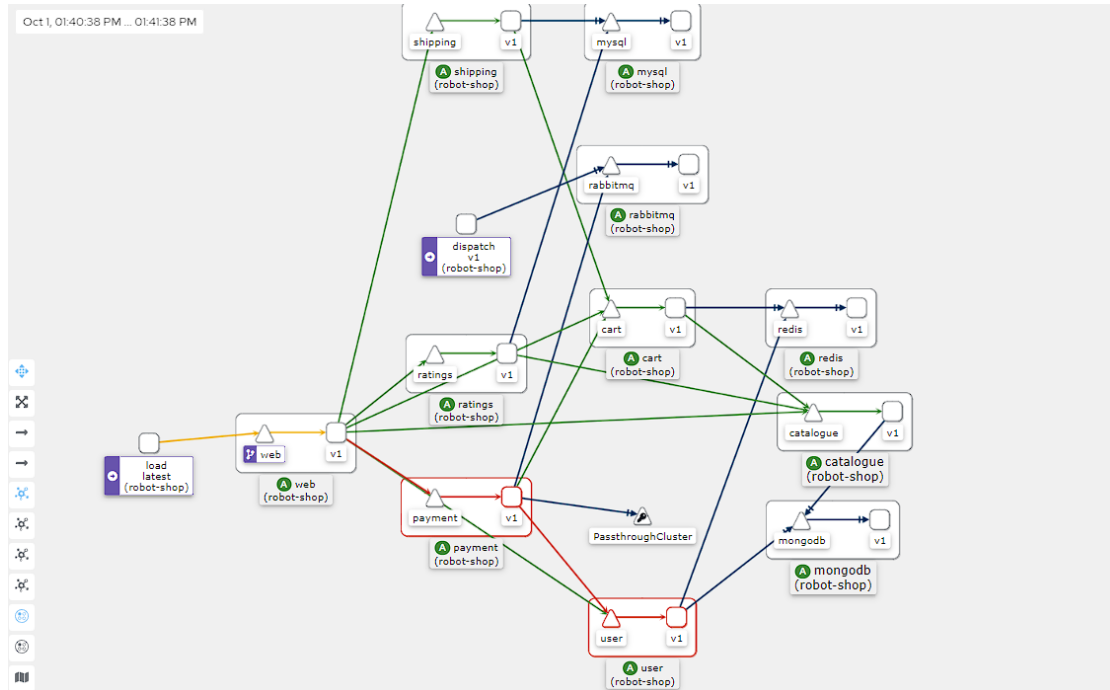 Oct 1, 01:40:38 PM ... 01:41:38 PM
shipping
v1
A shipping
(robot-shop)
mysql
v1
A mysql
(robot-shop)
rabbitmq
v1
A rabbitmq
(robot-shop)
dispatch
v1
(robot-shop)
cart
v1
A cart
(robot-shop)
redis
v1
A redis
(robot-shop)
ratings
v1
A ratings
(robot-shop)
catalogue
v1
A catalogue
(robot-shop)
load
latest
(robot-shop)
web
v1
A web
(robot-shop)
payment
v1
A payment
(robot-shop)
PassthroughCluster
mongodb
v1
A mongodb
(robot-shop)
user
v1
A user
(robot-shop)